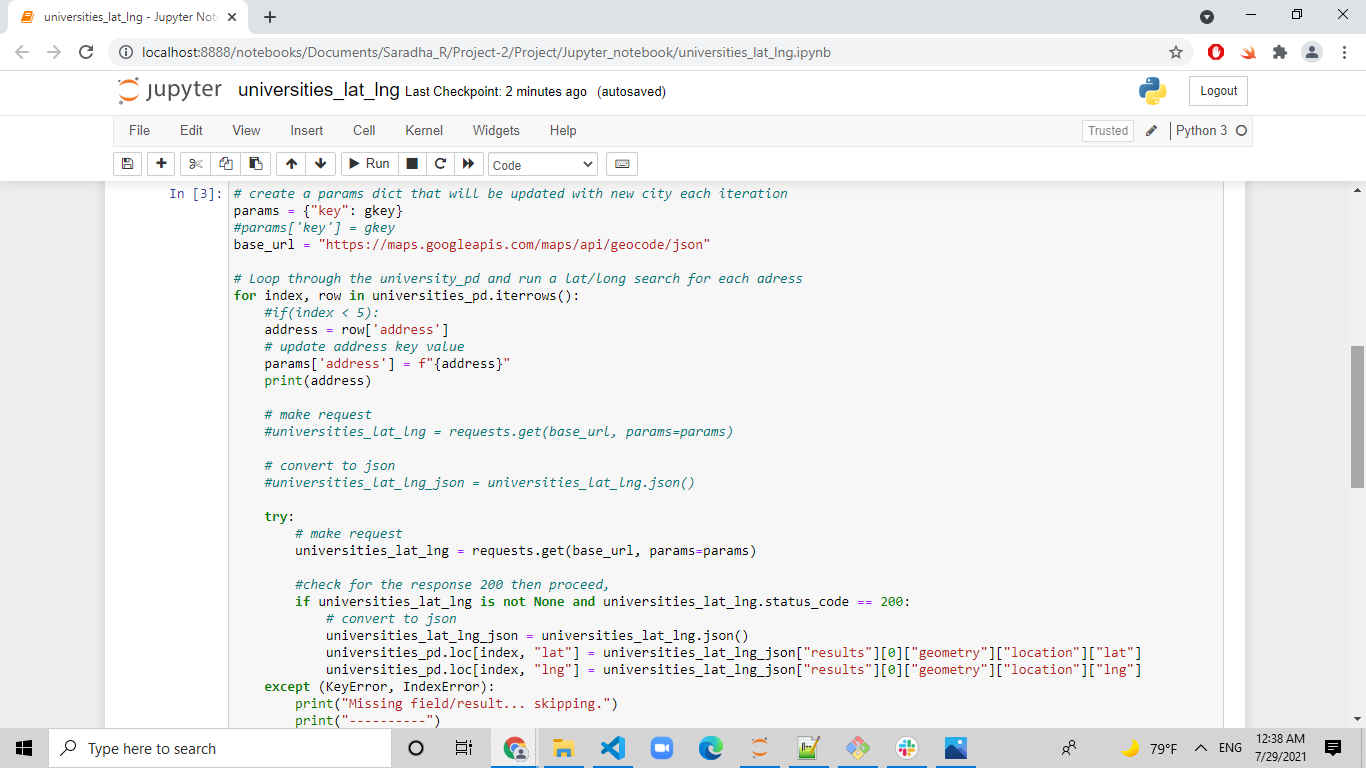 universities_lat_lng - Jupyter Not
localhost:8888/notebooks/Documents/Saradha_R/Project-2/Project/Jupyter_notebook/universities_lat_lng.ipynb
jupyter universities_lat_lng Last Checkpoint: 2 minutes ago (autosaved)
Logout
File Edit View Insert Cell Kernel Widgets Help
Trusted Python 3
Run Code
In [3]: # create a params dict that will be updated with new city each iteration
params = {"key": gkey}
#params['key'] = gkey
base_url = "https://maps.googleapis.com/maps/api/geocode/json"
# Loop through the university_pd and run a lat/long search for each adress
for index, row in universities_pd.iterrows():
#if(index < 5):
address = row['address']
# update address key value
params['address'] = f"{address}"
print(address)
# make request
#universities_lat_lng = requests.get(base_url, params=params)
# convert to json
#universities_lat_lng_json = universities_lat_lng.json()
try:
# make request
universities_lat_lng = requests.get(base_url, params=params)
#check for the response 200 then proceed,
if universities_lat_lng is not None and universities_lat_lng.status_code == 200:
# convert to json
universities_lat_lng_json = universities_lat_lng.json()
universities_pd.loc[index, "lat"] = universities_lat_lng_json["results"][0]["geometry"]["location"]["lat"]
universities_pd.loc[index, "lng"] = universities_lat_lng_json["results"][0]["geometry"]["location"]["lng"]
except (KeyError, IndexError):
print("Missing field/result... skipping.")
print("----------")
Type here to search
79°F ENG
12:38 AM
7/29/2021